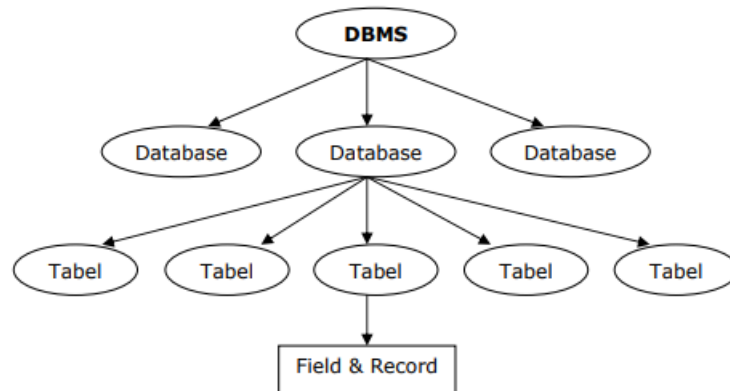 DBMS
Database
Database
Database
Tabel
Tabel
Tabel
Tabel
Tabel
Field & Record